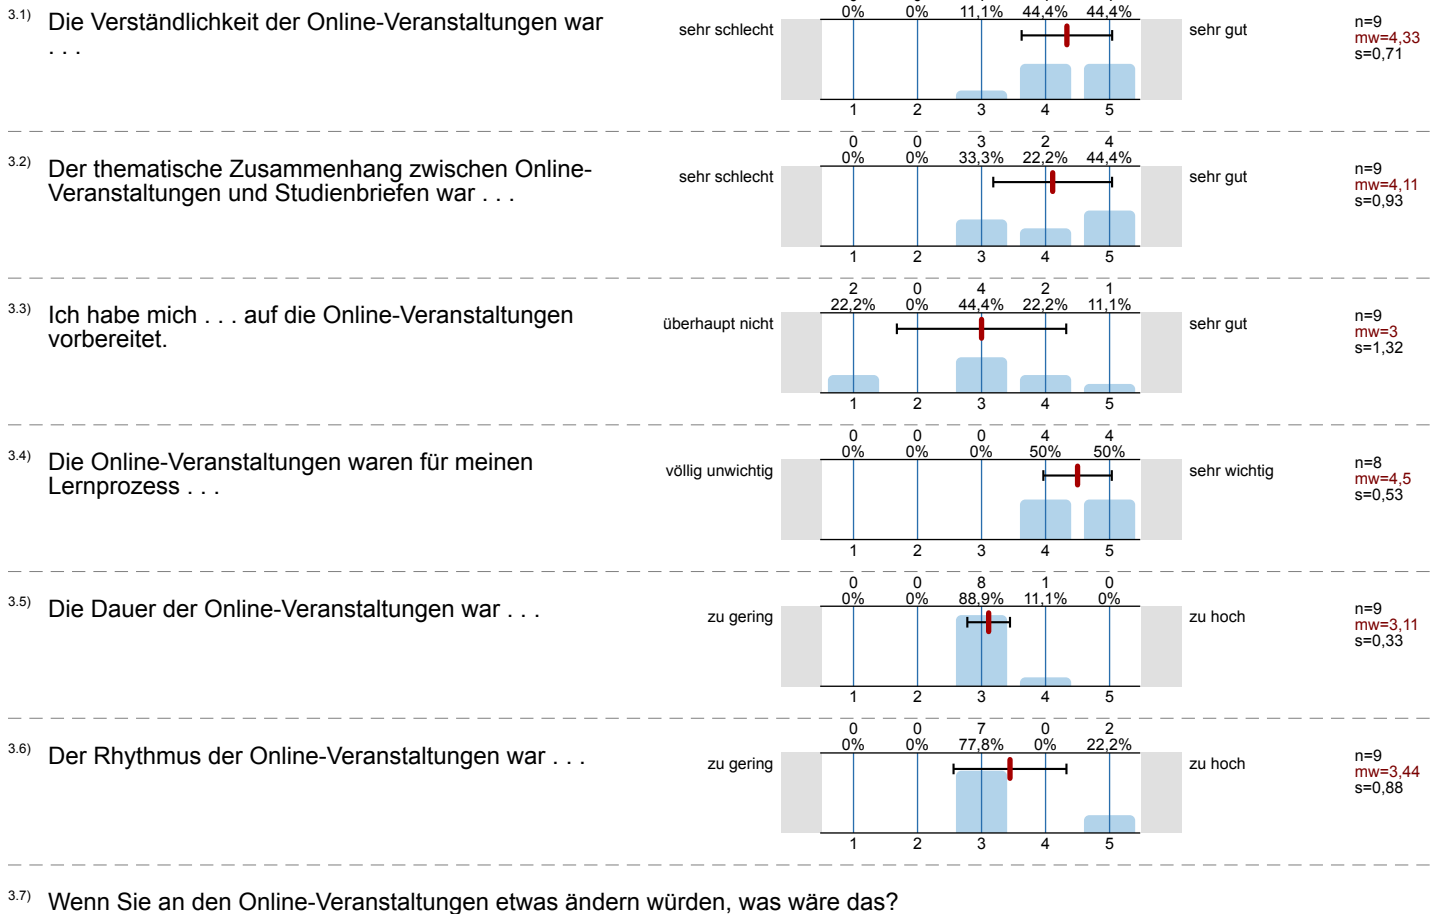 3.1) Die Verständlichkeit der Online-Veranstaltungen war
. . .
0% 0% 11,1% 44,4% 44,4%
sehr schlecht sehr gut
n=9
mw=4,33
s=0,71
1 2 3 4 5
3.2) Der thematische Zusammenhang zwischen Online-
Veranstaltungen und Studienbriefen war . . .
0 0 3 2 4
0% 0% 33,3% 22,2% 44,4%
sehr schlecht sehr gut
n=9
mw=4,11
s=0,93
1 2 3 4 5
3.3) Ich habe mich . . . auf die Online-Veranstaltungen
vorbereitet.
2 0 4 2 1
22,2% 0% 44,4% 22,2% 11,1%
überhaupt nicht sehr gut
n=9
mw=3
s=1,32
1 2 3 4 5
3.4) Die Online-Veranstaltungen waren für meinen
Lernprozess . . .
0 0 0 4 4
0% 0% 0% 50% 50%
völlig unwichtig sehr wichtig
n=8
mw=4,5
s=0,53
1 2 3 4 5
3.5) Die Dauer der Online-Veranstaltungen war . . .
0 0 8 1 0
0% 0% 88,9% 11,1% 0%
zu gering zu hoch
n=9
mw=3,11
s=0,33
1 2 3 4 5
3.6) Der Rhythmus der Online-Veranstaltungen war . . .
0 0 7 0 2
0% 0% 77,8% 0% 22,2%
zu gering zu hoch
n=9
mw=3,44
s=0,88
1 2 3 4 5
3.7) Wenn Sie an den Online-Veranstaltungen etwas ändern würden, was wäre das?